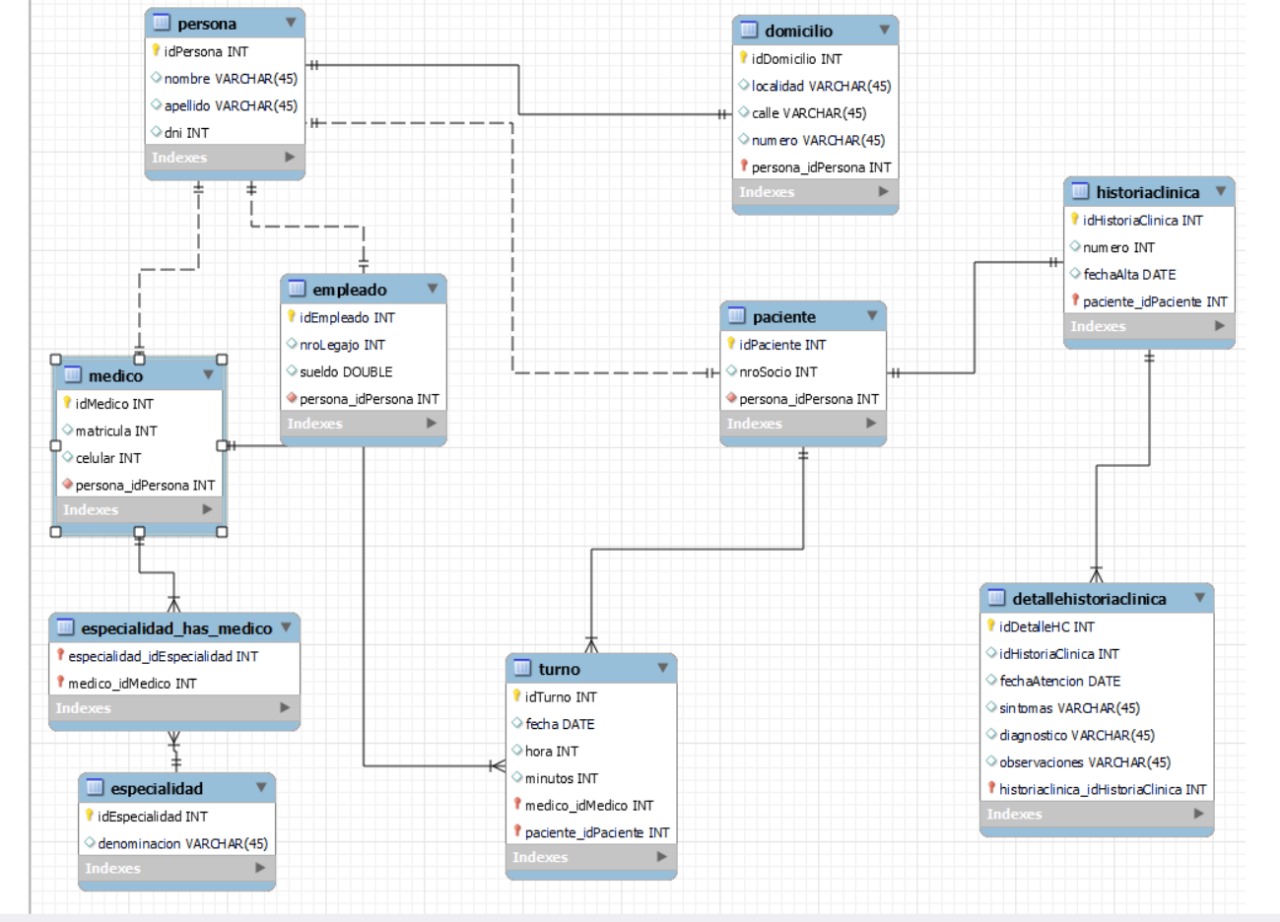 persona
idPersona INT
nombre VARCHAR(45)
apellido VARCHAR(45)
dni INT
Indexes
domicilio
idDomicilio INT
localidad VARCHAR(45)
calle VARCHAR(45)
numero VARCHAR(45)
persona_idPersona INT
Indexes
historiaclinica
idHistoriaClinica INT
numero INT
fechaAlta DATE
paciente_idPaciente INT
Indexes
empleado
idEmpleado INT
nroLegajo INT
sueldo DOUBLE
persona_idPersona INT
Indexes
paciente
idPaciente INT
nroSocio INT
persona_idPersona INT
Indexes
medico
idMedico INT
matricula INT
celular INT
persona_idPersona INT
Indexes
especialidad_has_medico
especialidad_idEspecialidad INT
medico_idMedico INT
Indexes
especialidad
idEspecialidad INT
denominacion VARCHAR(45)
Indexes
turno
idTurno INT
fecha DATE
hora INT
minutos INT
medico_idMedico INT
paciente_idPaciente INT
Indexes
detallehistoriaclinica
idDetalleHC INT
idHistoriaClinica INT
fechaAtencion DATE
sintomas VARCHAR(45)
diagnostico VARCHAR(45)
observaciones VARCHAR(45)
historiaclinica_idHistoriaClinica INT
Indexes